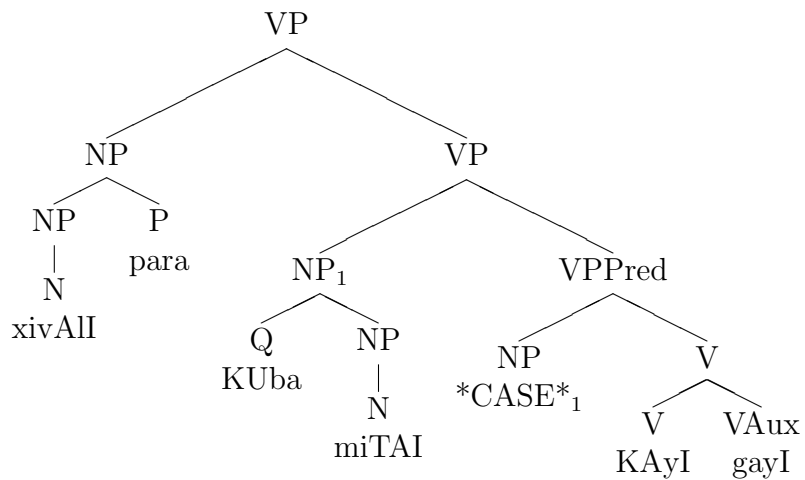 VP
NP VP
NP P
para
N
xivAlI
NP₁ VPPred
Q NP
KUba
N
miTAI
NP V
*CASE*₁
V VAux
KAyI gayI